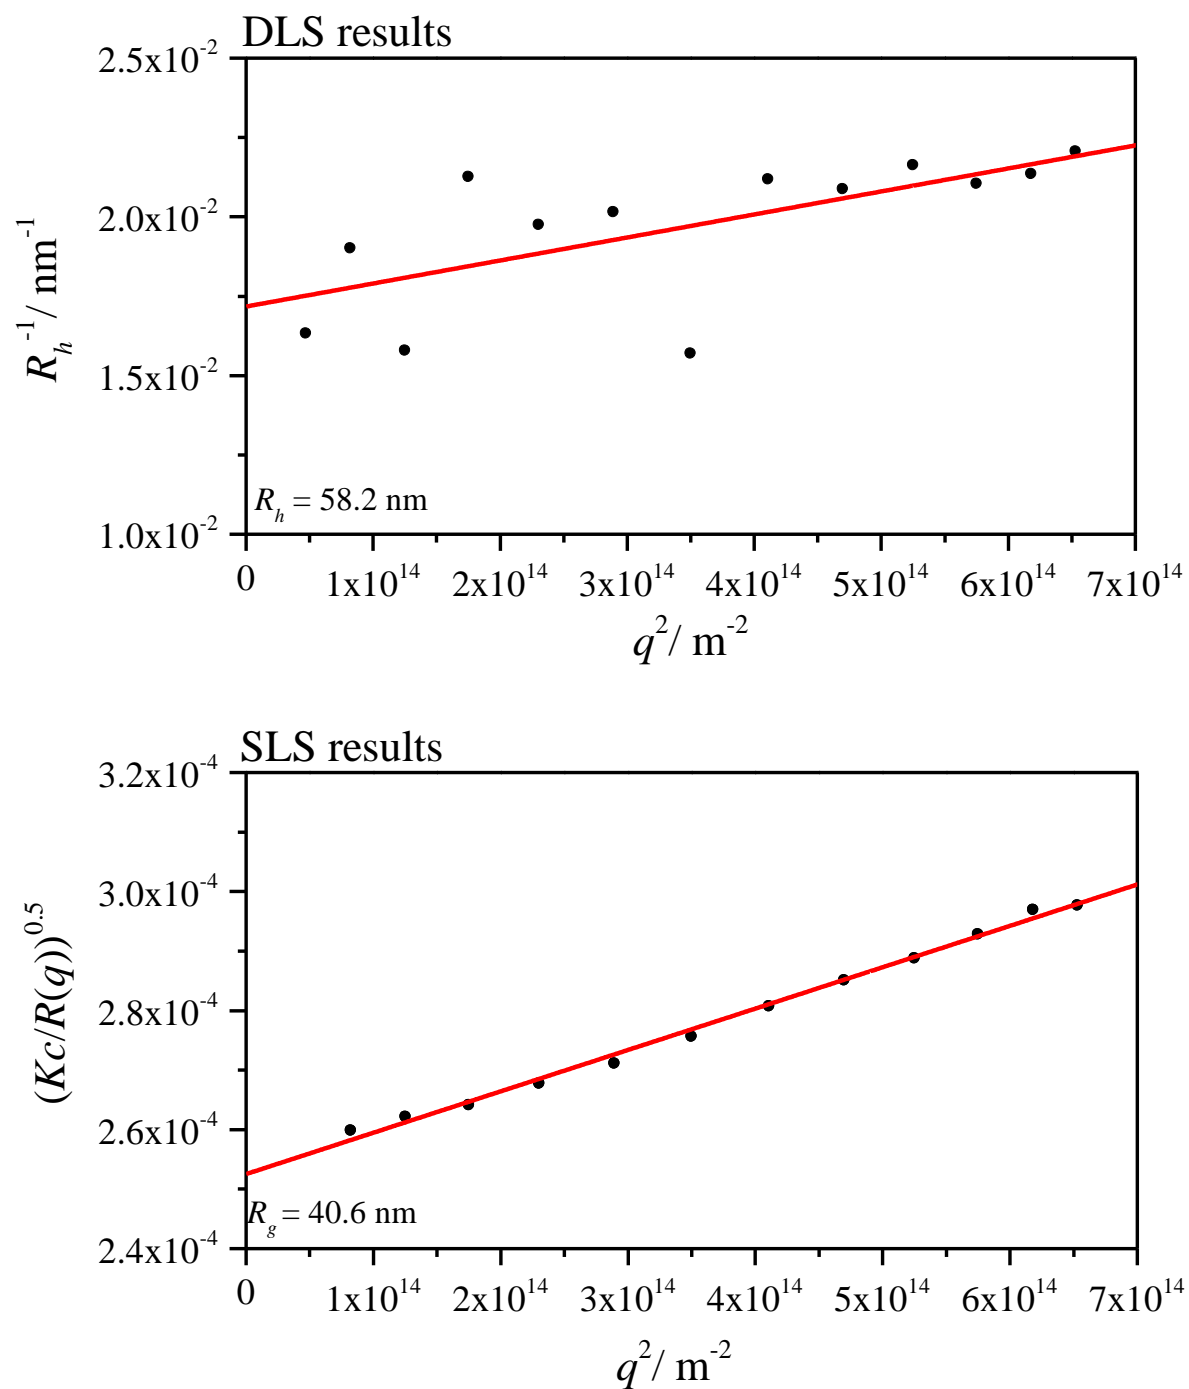 DLS results
2.5x10⁻²
2.0x10⁻²
1.5x10⁻²
1.0x10⁻²
R_h⁻¹/ nm⁻¹
R_h = 58.2 nm
0 1x10¹⁴ 2x10¹⁴ 3x10¹⁴ 4x10¹⁴ 5x10¹⁴ 6x10¹⁴ 7x10¹⁴
q²/ m⁻²
SLS results
3.2x10⁻⁴
3.0x10⁻⁴
2.8x10⁻⁴
2.6x10⁻⁴
2.4x10⁻⁴
(Kc/R(q))⁰·⁵
R_g = 40.6 nm
0 1x10¹⁴ 2x10¹⁴ 3x10¹⁴ 4x10¹⁴ 5x10¹⁴ 6x10¹⁴ 7x10¹⁴
q²/ m⁻²